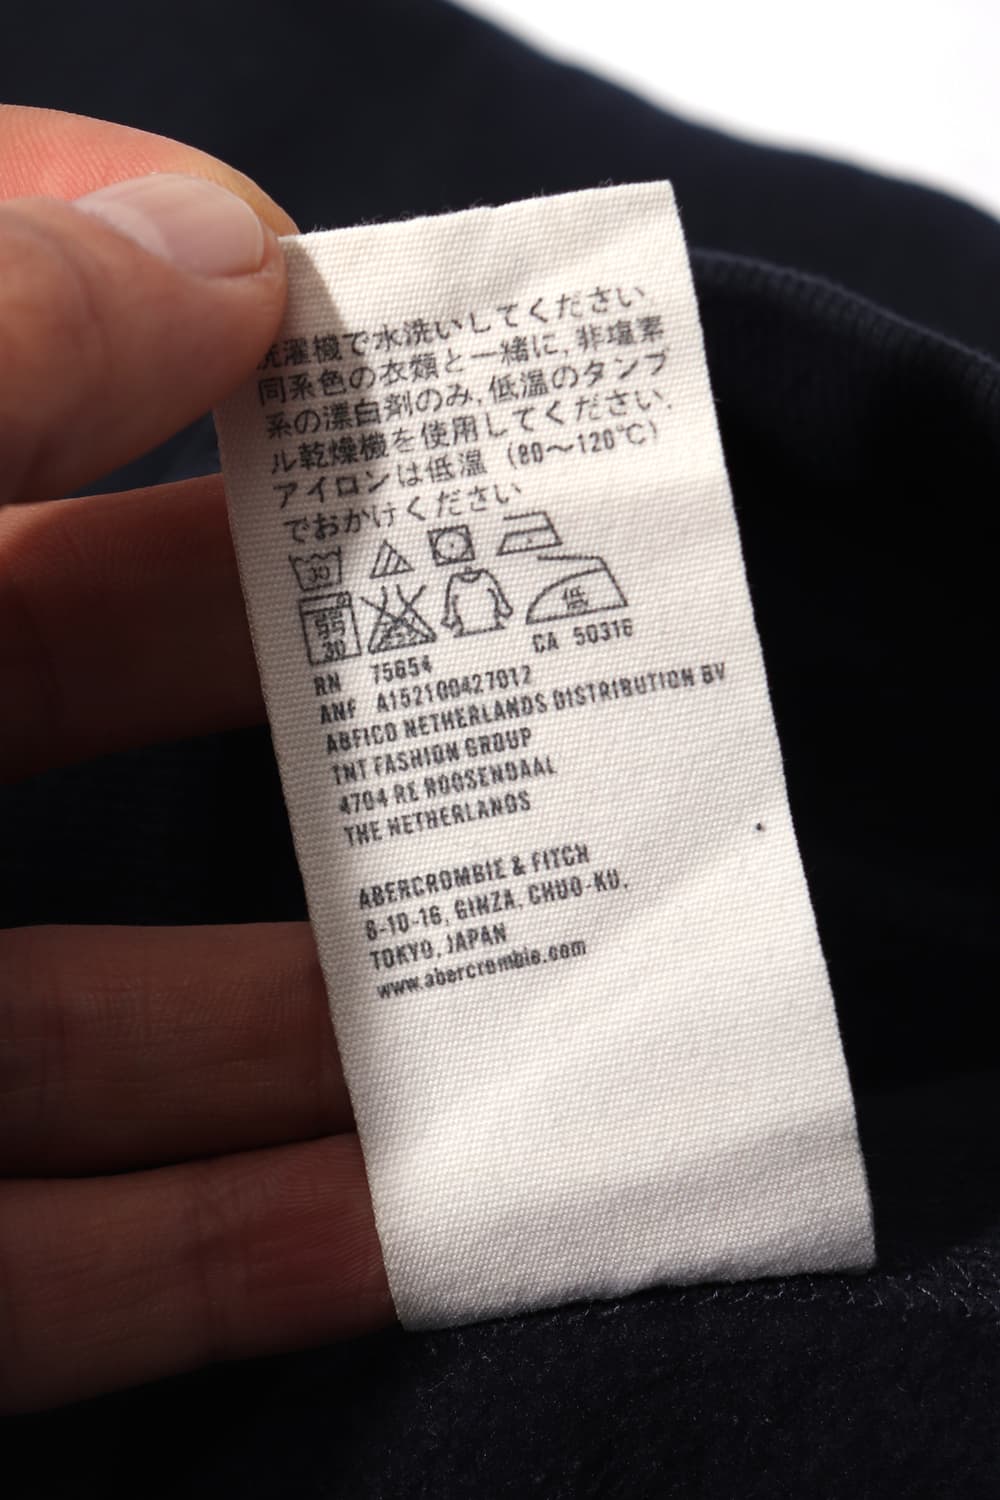 洗濯機で水洗いしてください
同系色の衣類と一緒に,非塩素
系の漂白剤のみ,低温のタンブ
ル乾燥機を使用してください.
アイロンは低温 (80～120℃)
でおかけください
30
弱 30 低
RN 75654 CA 50316
ANF A152100427012
ABFICO NETHERLANDS DISTRIBUTION BV
TNT FASHION GROUP
4704 RE ROOSENDAAL
THE NETHERLANDS
ABERCROMBIE & FITCH
6-10-16, GINZA, CHUO-KU,
TOKYO, JAPAN
www.abercrombie.com